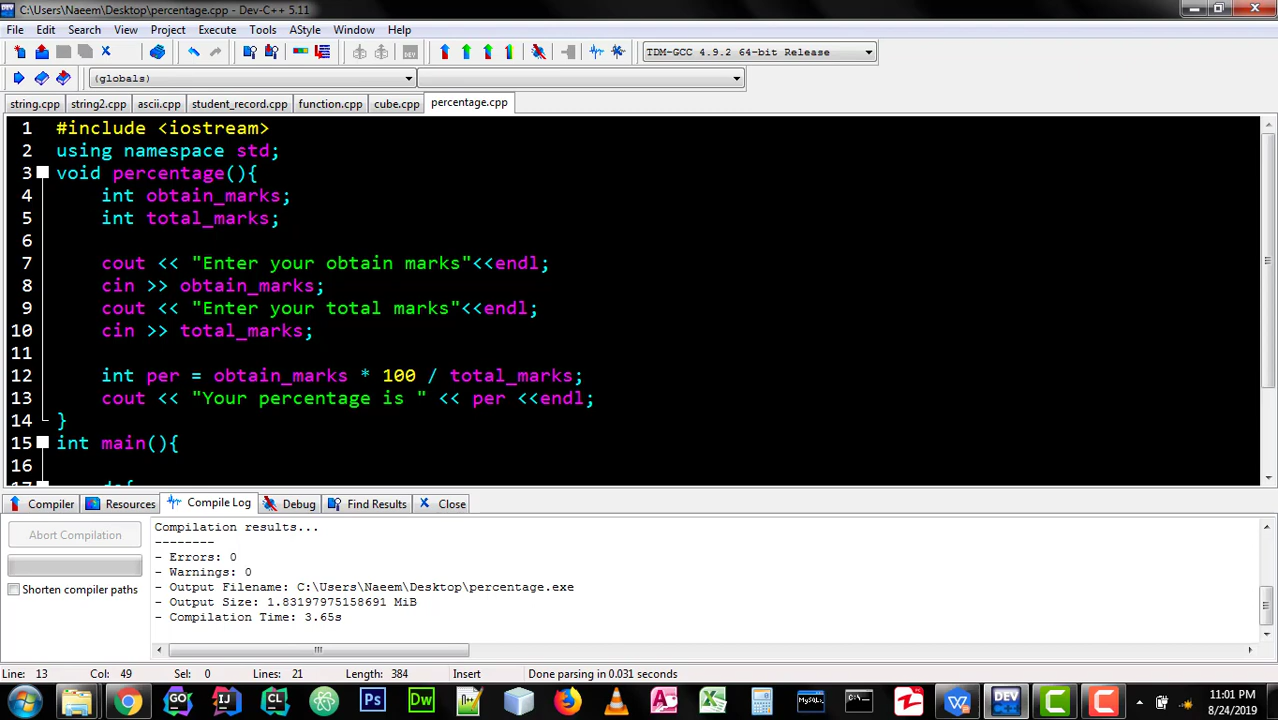 C:\Users\Naeem\Desktop\percentage.cpp - Dev-C++ 5.11
File Edit Search View Project Execute Tools AStyle Window Help
TDM-GCC 4.9.2 64-bit Release
(globals)
string.cpp string2.cpp ascii.cpp student_record.cpp function.cpp cube.cpp percentage.cpp
1 #include <iostream>
2 using namespace std;
3 void percentage(){
4 int obtain_marks;
5 int total_marks;
6
7 cout << "Enter your obtain marks"<<endl;
8 cin >> obtain_marks;
9 cout << "Enter your total marks"<<endl;
10 cin >> total_marks;
11
12 int per = obtain_marks * 100 / total_marks;
13 cout << "Your percentage is " << per <<endl;
14 }
15 int main(){
16
17 do{
Compiler Resources Compile Log Debug Find Results Close
Abort Compilation
Shorten compiler paths
Compilation results...
--------
- Errors: 0
- Warnings: 0
- Output Filename: C:\Users\Naeem\Desktop\percentage.exe
- Output Size: 1.83197975158691 MiB
- Compilation Time: 3.65s
Line: 13 Col: 49 Sel: 0 Lines: 21 Length: 384 Insert Done parsing in 0.031 seconds
11:01 PM
8/24/2019